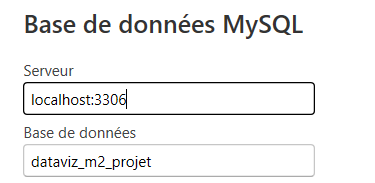 Base de données MySQL
Serveur
localhost:3306
Base de données
dataviz_m2_projet